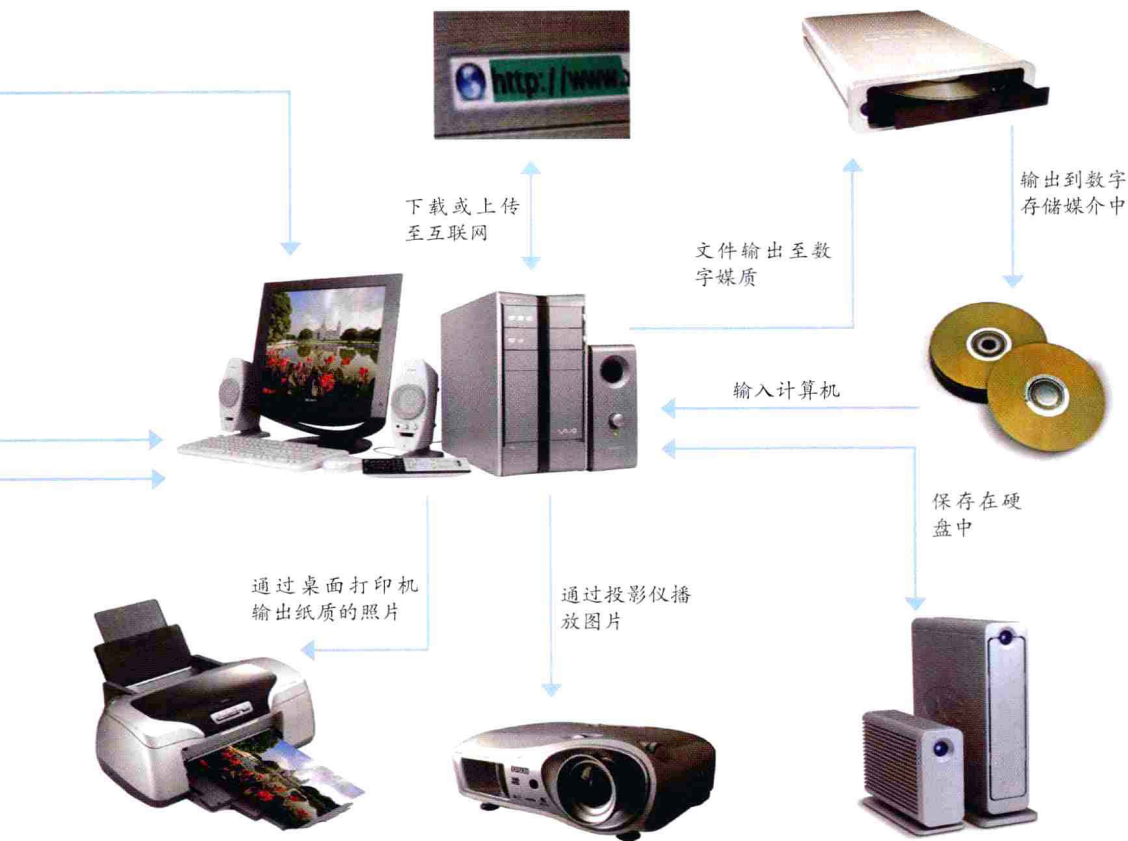 http://www.
下载或上传
至互联网
输出到数字
存储媒介中
文件输出至数
字媒质
输入计算机
VAIO
保存在硬
盘中
通过桌面打印机
输出纸质的照片
通过投影仪播
放图片
EPSON